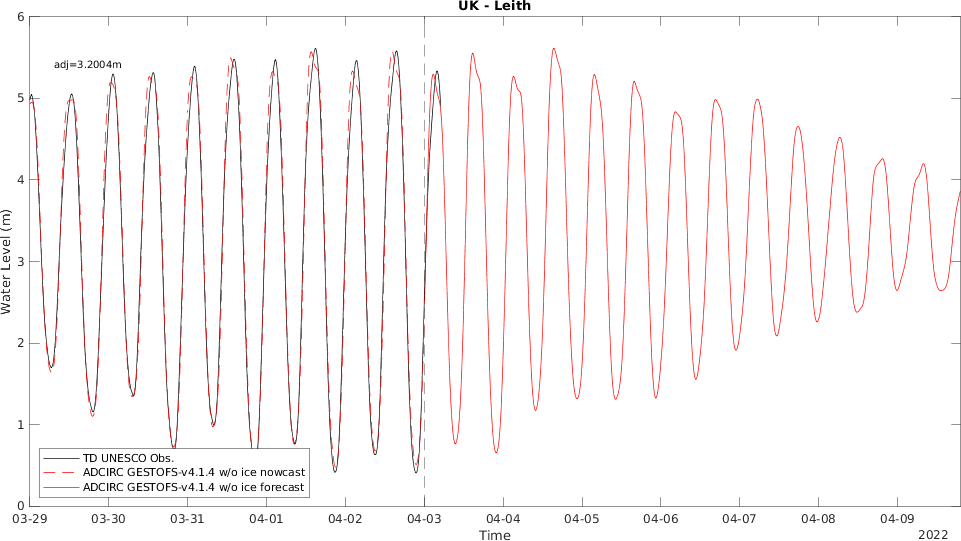 UK - Leith
6
adj=3.2004m
5
4
3
2
1
0
Water Level (m)
TD UNESCO Obs.
ADCIRC GESTOFS-v4.1.4 w/o ice nowcast
ADCIRC GESTOFS-v4.1.4 w/o ice forecast
03-29 03-30 03-31 04-01 04-02 04-03 04-04 04-05 04-06 04-07 04-08 04-09
Time
2022